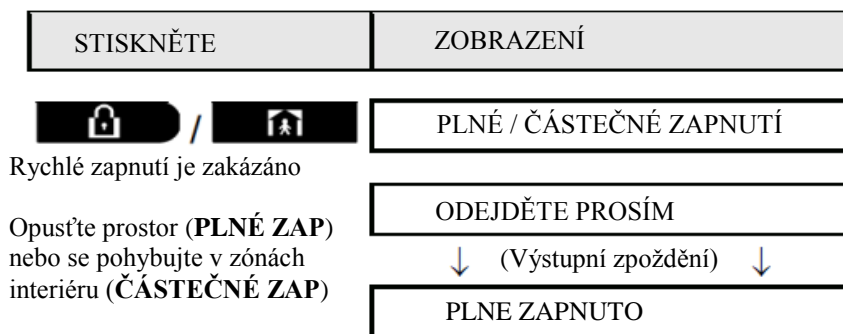 STISKNĚTE
ZOBRAZENÍ
/
PLNÉ / ČÁSTEČNÉ ZAPNUTÍ
Rychlé zapnutí je zakázáno
Opusťte prostor (PLNÉ ZAP)
nebo se pohybujte v zónách
interiéru (ČÁSTEČNÉ ZAP)
ODEJDĚTE PROSÍM
↓ (Výstupní zpoždění) ↓
PLNE ZAPNUTO